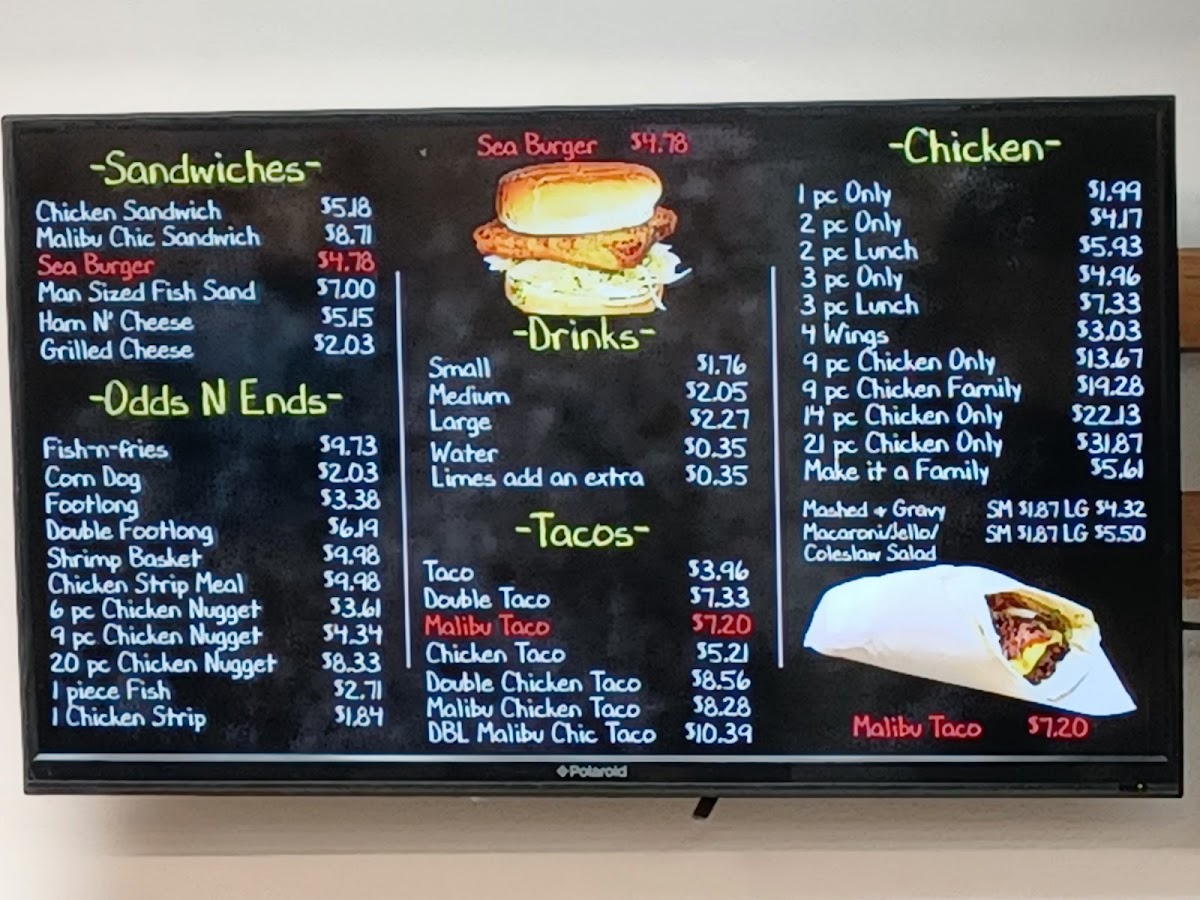 -Sandwiches-
Chicken Sandwich $5.18
Malibu Chic Sandwich $8.71
Sea Burger $4.78
Man Sized Fish Sand $7.00
Ham N' Cheese $5.15
Grilled Cheese $2.03
-Odds N Ends-
Fish-n-fries $9.73
Corn Dog $2.03
Footlong $3.38
Double Footlong $6.19
Shrimp Basket $9.98
Chicken Strip Meal $9.98
6 pc Chicken Nugget $3.61
9 pc Chicken Nugget $4.34
20 pc Chicken Nugget $8.33
1 piece Fish $2.71
1 Chicken Strip $1.84
Sea Burger $4.78
-Drinks-
Small $1.76
Medium $2.05
Large $2.27
Water $0.35
Limes add an extra $0.35
-Tacos-
Taco $3.96
Double Taco $7.33
Malibu Taco $7.20
Chicken Taco $5.21
Double Chicken Taco $8.56
Malibu Chicken Taco $8.28
DBL Malibu Chic Taco $10.39
-Chicken-
1 pc Only $1.99
2 pc Only $4.17
2 pc Lunch $5.93
3 pc Only $4.96
3 pc Lunch $7.33
4 Wings $3.03
9 pc Chicken Only $13.67
9 pc Chicken Family $19.28
14 pc Chicken Only $22.13
21 pc Chicken Only $31.87
Make it a Family $5.61
Mashed + Gravy SM $1.87 LG $4.32
Macaroni/Jello/ SM $1.87 LG $5.50
Coleslaw Salad
Malibu Taco $7.20
Polaroid